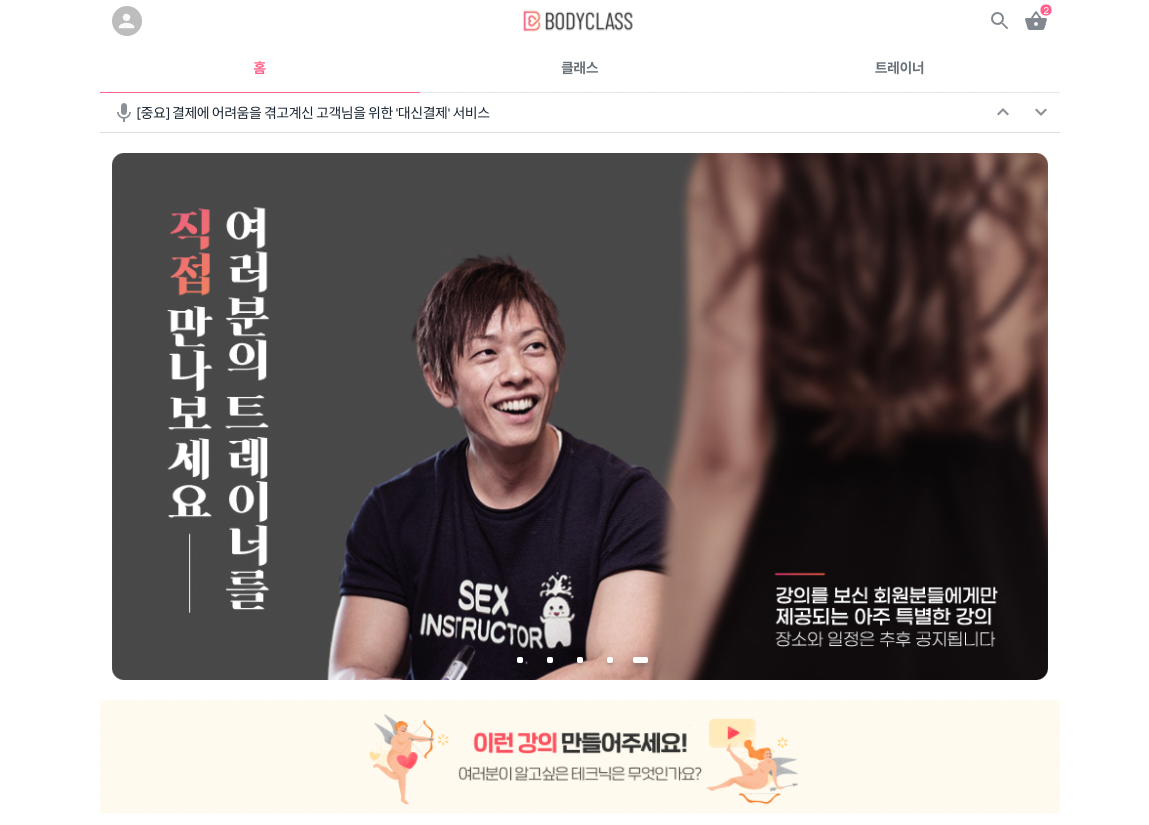 BODYCLASS
2
홈
클래스
트레이너
[중요] 결제에 어려움을 겪고계신 고객님을 위한 '대신결제' 서비스
여러분의 트레이너를
직접 만나보세요
SEX
INSTRUCTOR
강의를 보신 회원분들에게만
제공되는 아주 특별한 강의
장소와 일정은 추후 공지됩니다
이런 강의 만들어주세요!
여러분이 알고싶은 테크닉은 무엇인가요?